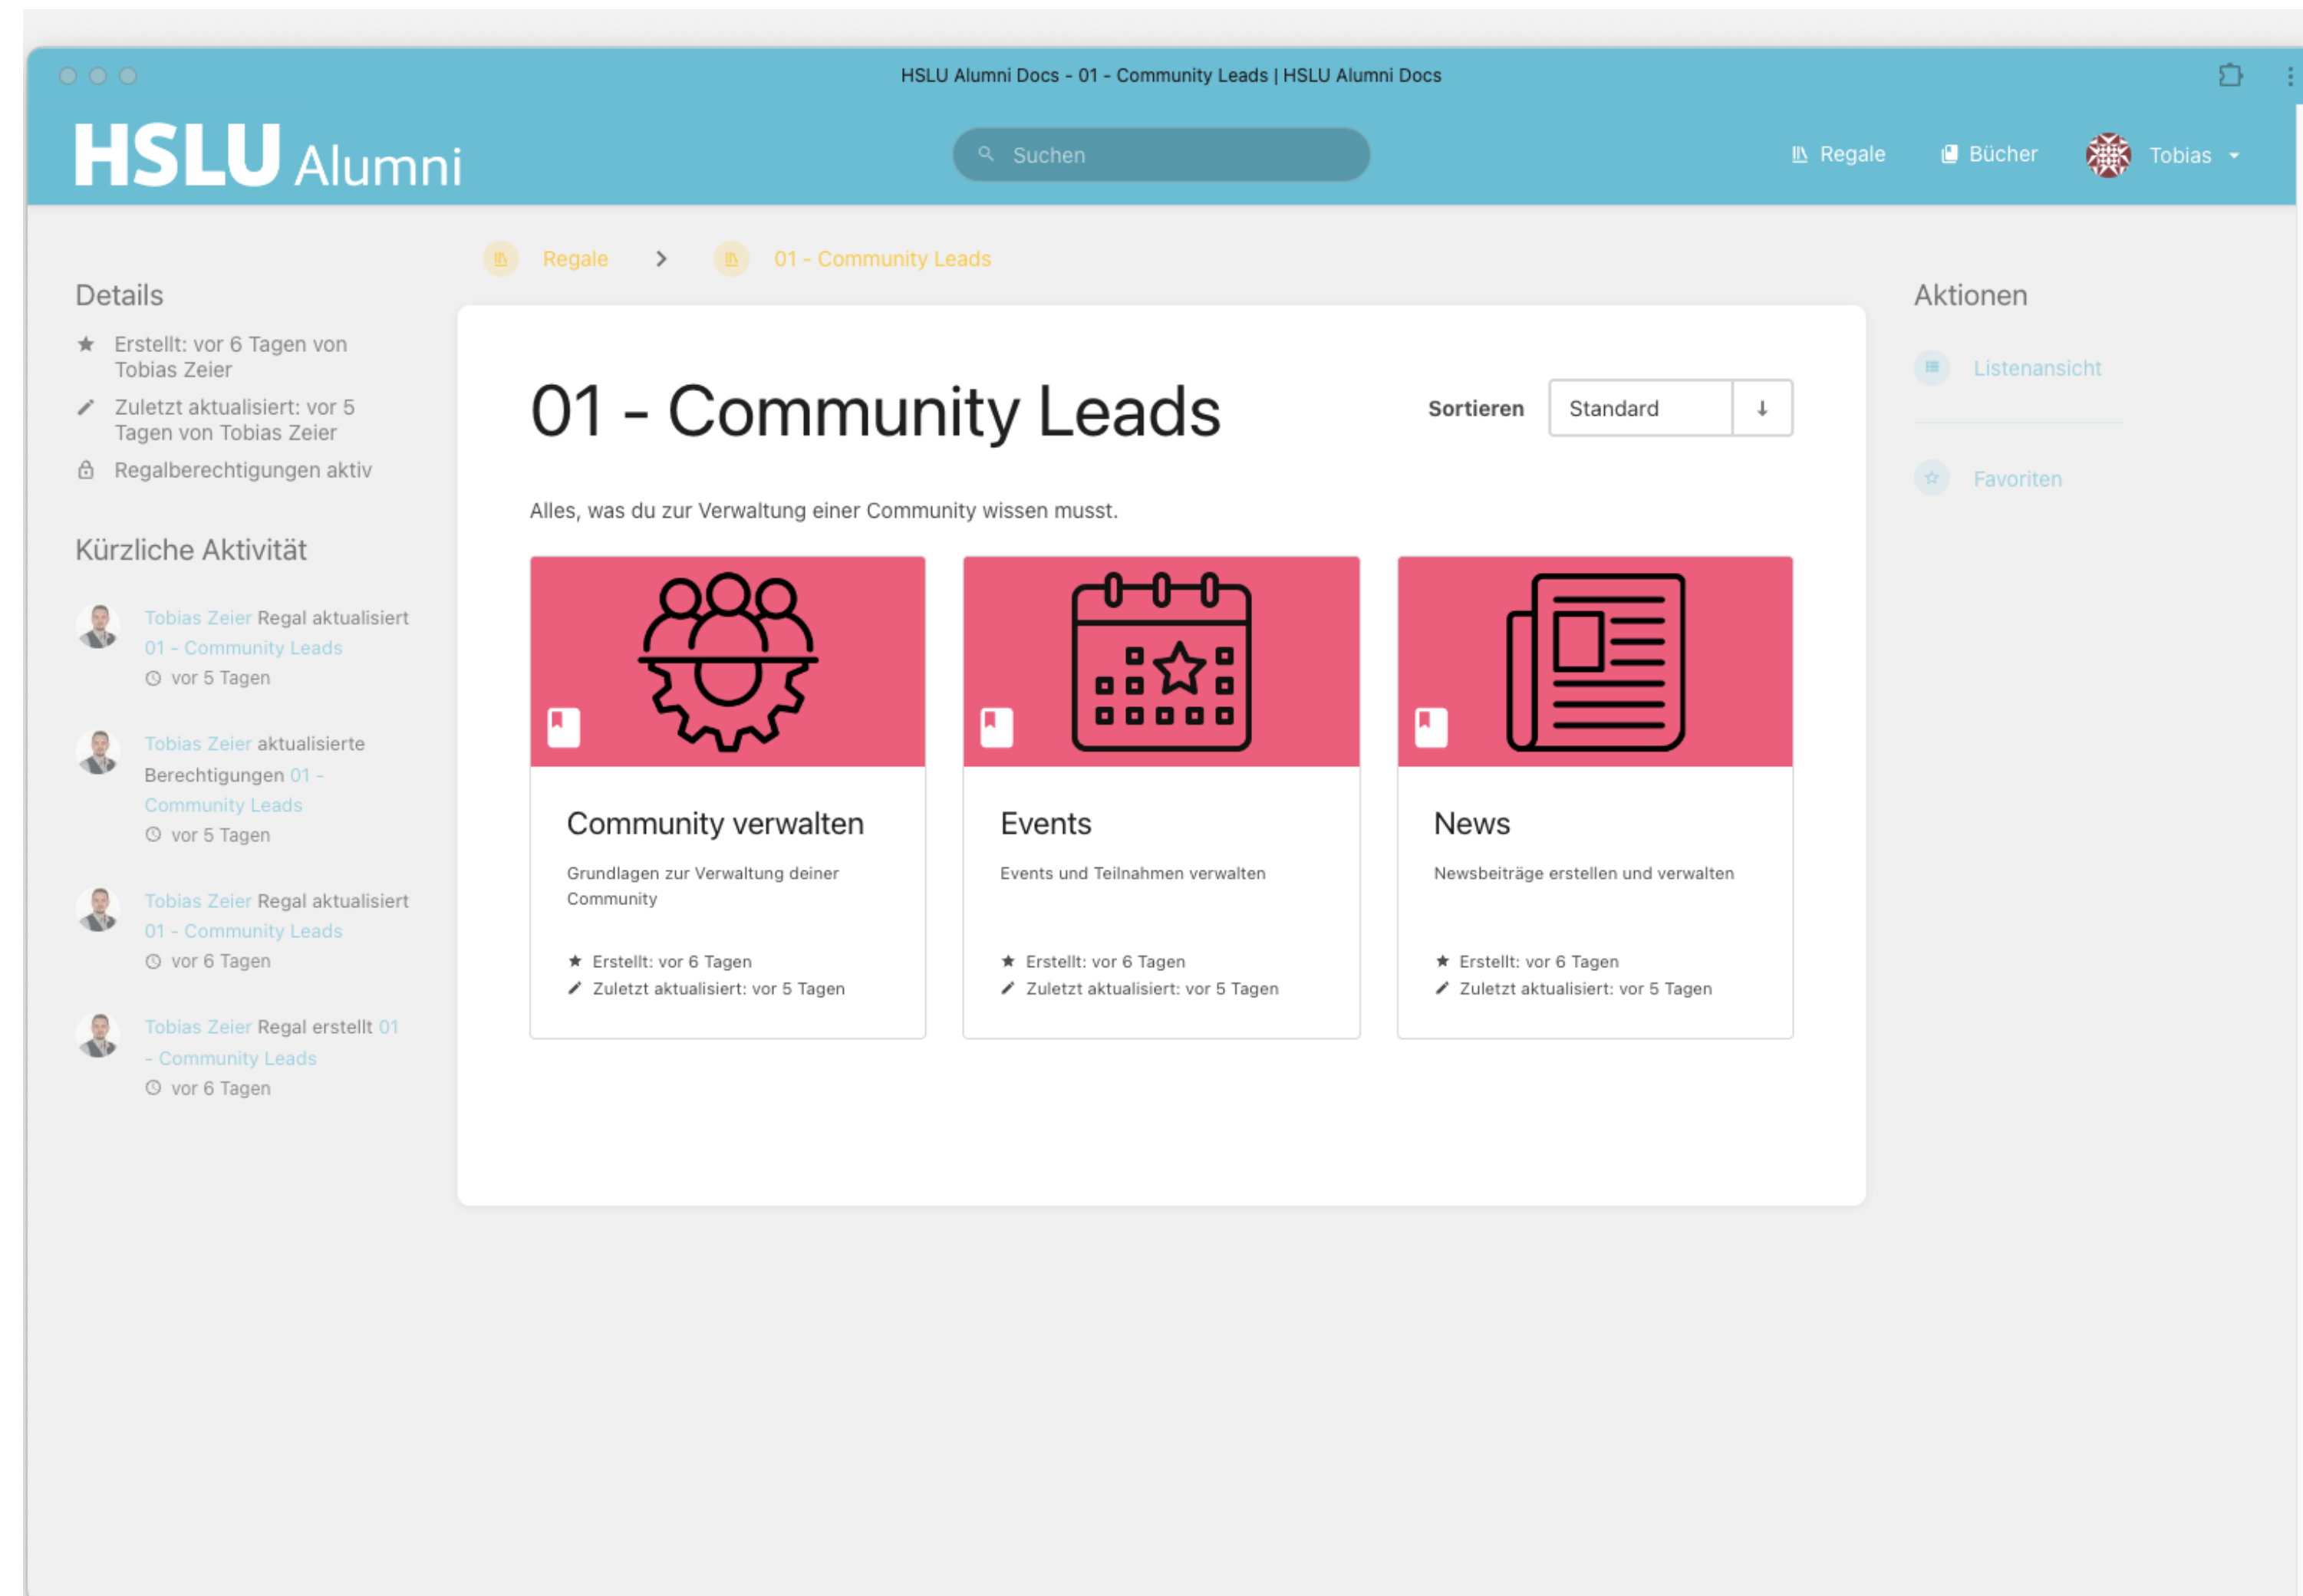 HSLU Alumni Docs - 01 - Community Leads | HSLU Alumni Docs
HSLU Alumni
Suchen
Regale
Bücher
Tobias
Regale
01 - Community Leads
Details
Erstellt: vor 6 Tagen von
Tobias Zeier
Zuletzt aktualisiert: vor 5
Tagen von Tobias Zeier
Regalberechtigungen aktiv
Kürzliche Aktivität
Tobias Zeier Regal aktualisiert
01 - Community Leads
vor 5 Tagen
Tobias Zeier aktualisierte
Berechtigungen 01 -
Community Leads
vor 5 Tagen
Tobias Zeier Regal aktualisiert
01 - Community Leads
vor 6 Tagen
Tobias Zeier Regal erstellt 01
- Community Leads
vor 6 Tagen
01 - Community Leads
Sortieren
Standard
Alles, was du zur Verwaltung einer Community wissen musst.
Community verwalten
Grundlagen zur Verwaltung deiner
Community
Erstellt: vor 6 Tagen
Zuletzt aktualisiert: vor 5 Tagen
Events
Events und Teilnahmen verwalten
Erstellt: vor 6 Tagen
Zuletzt aktualisiert: vor 5 Tagen
News
Newsbeiträge erstellen und verwalten
Erstellt: vor 6 Tagen
Zuletzt aktualisiert: vor 5 Tagen
Aktionen
Listenansicht
Favoriten